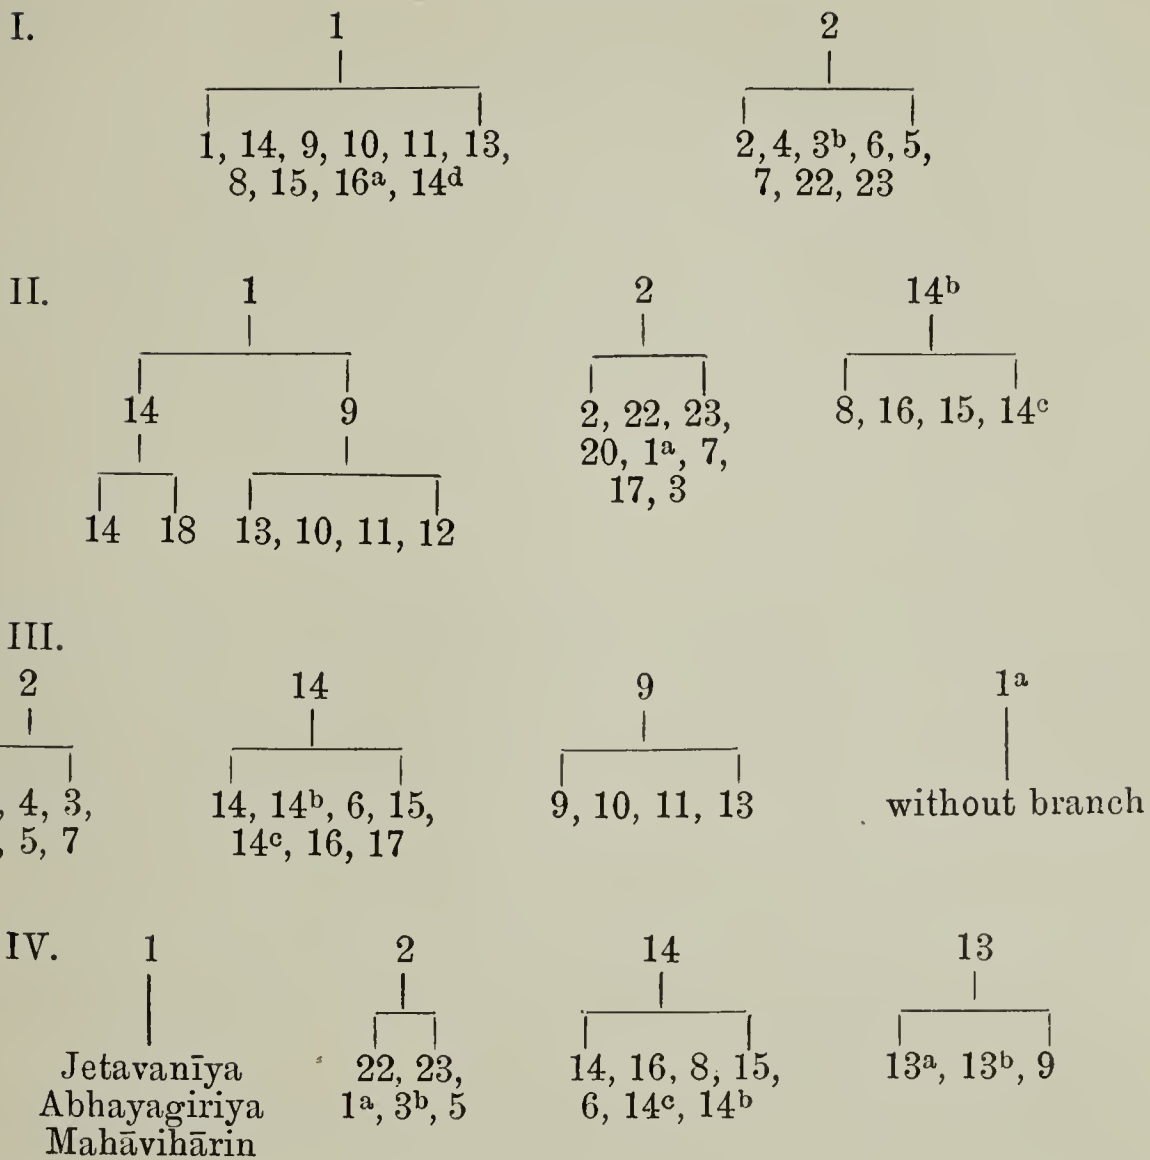 I. 1 2
1, 14, 9, 10, 11, 13, 2, 4, 3ᵇ, 6, 5,
8, 15, 16ᵃ, 14ᵈ 7, 22, 23
II. 1 2 14ᵇ
14 9 2, 22, 23, 8, 16, 15, 14ᶜ
20, 1ᵃ, 7,
17, 3
14 18 13, 10, 11, 12
III.
2 14 9 1ᵃ
, 4, 3, 14, 14ᵇ, 6, 15, 9, 10, 11, 13 without branch
, 5, 7 14ᶜ, 16, 17
IV. 1 2 14 13
Jetavanīya 22, 23, 14, 16, 8, 15, 13ᵃ, 13ᵇ, 9
Abhayagiriya 1ᵃ, 3ᵇ, 5 6, 14ᶜ, 14ᵇ
Mahāvihārin